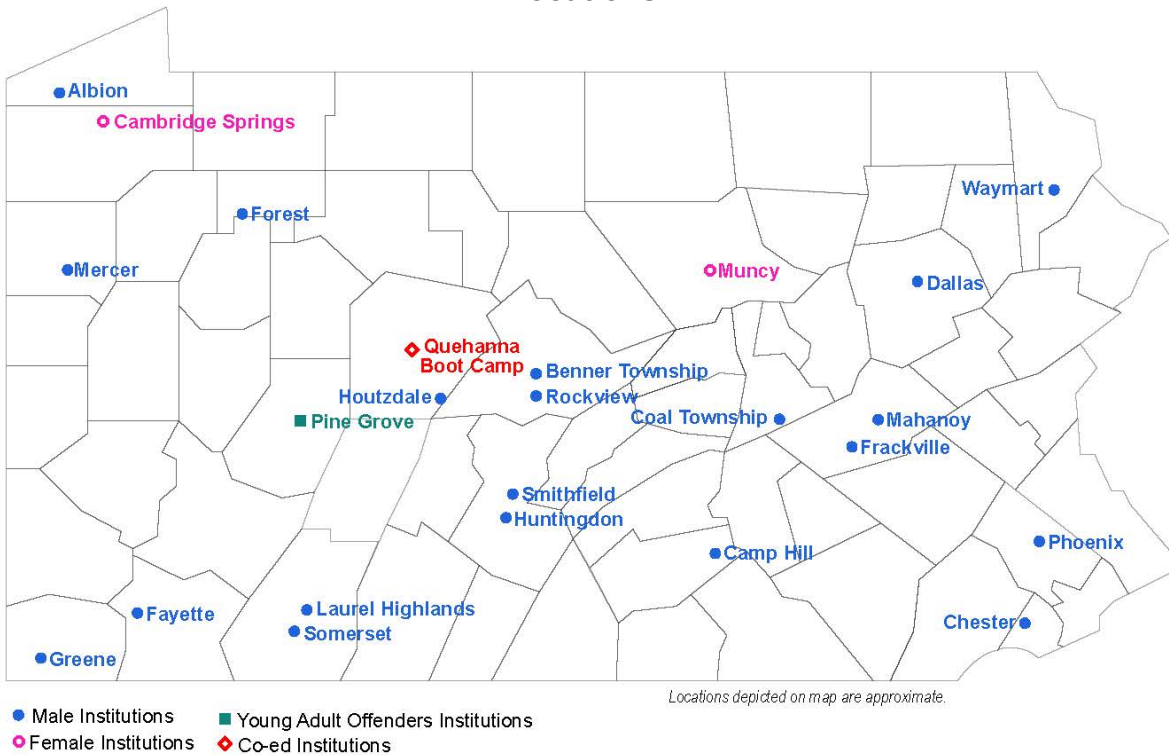 Albion
Cambridge Springs
Waymart
Forest
Mercer
Muncy
Dallas
Quehanna
Boot Camp
Benner Township
Houtzdale
Rockview
Pine Grove
Coal Township
Mahanoy
Frackville
Smithfield
Huntingdon
Phoenix
Camp Hill
Laurel Highlands
Fayette
Chester
Somerset
Greene
Locations depicted on map are approximate.
Male Institutions
Young Adult Offenders Institutions
Female Institutions
Co-ed Institutions